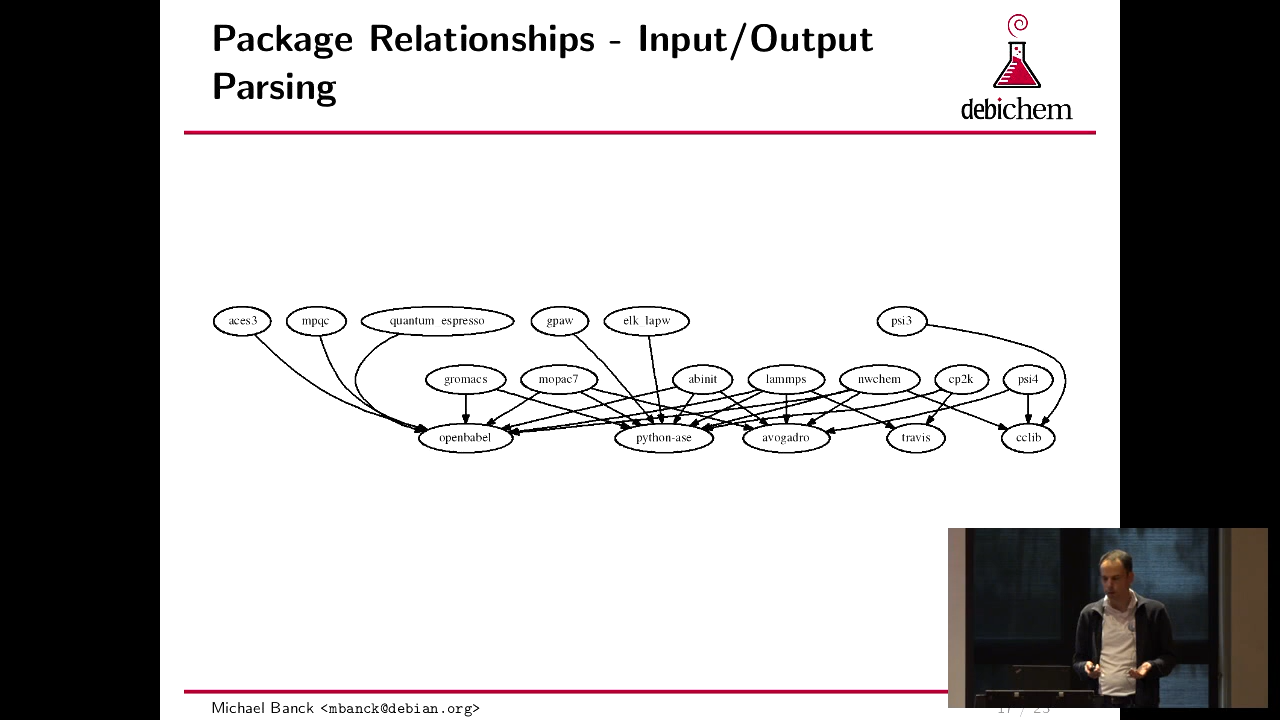 Package Relationships - Input/Output
Parsing
debichem
aces3 mpqc quantum espresso gpaw elk lapw psi3
gromacs mopac7 abinit lammps nwchem cp2k psi4
openbabel python-ase avogadro travis cclib
Michael Banck <mbanck@debian.org>